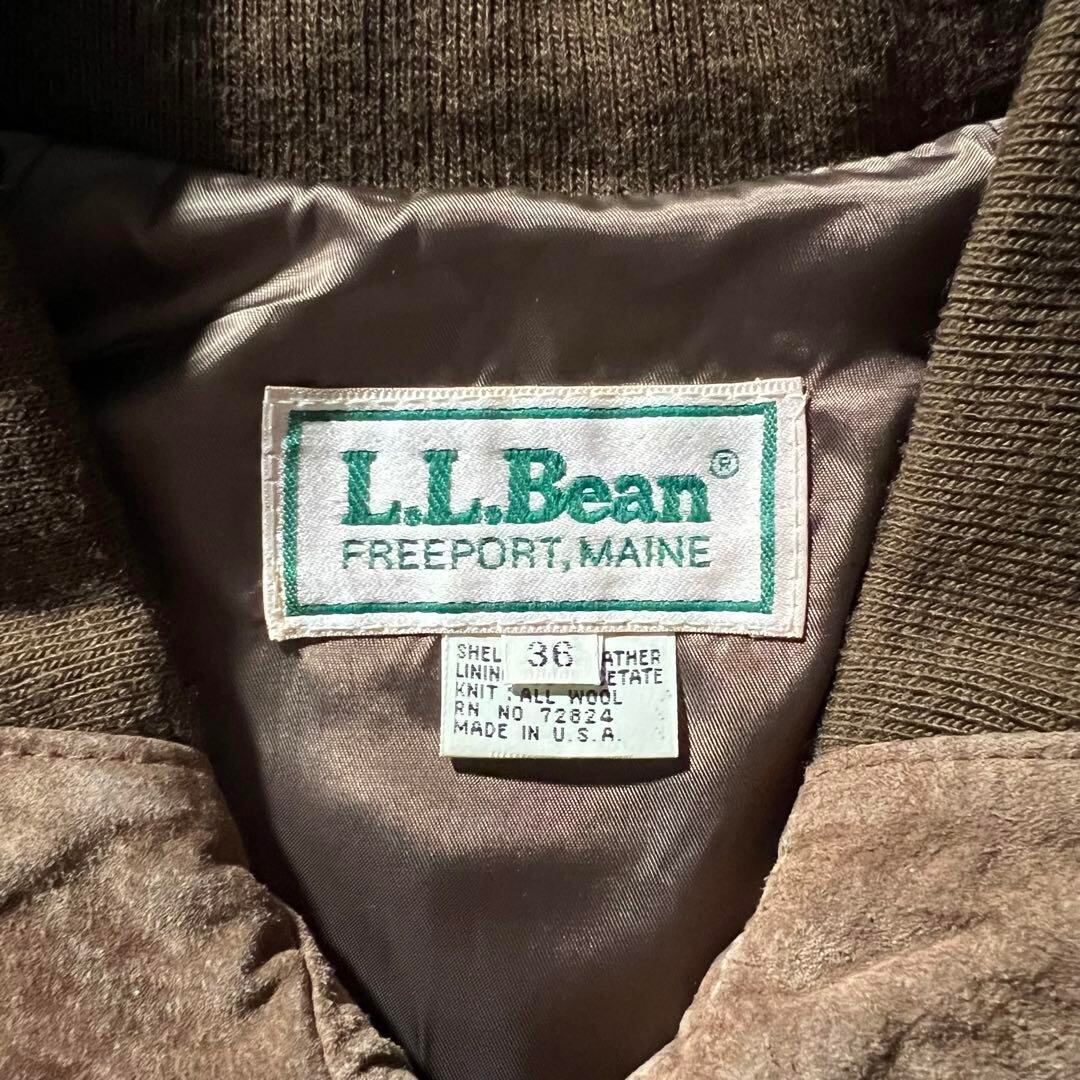 L.L.Bean®
FREEPORT, MAINE
36
SHEL ATHER
LININ ETATE
KNIT : ALL WOOL
RN NO 72824
MADE IN U.S.A.